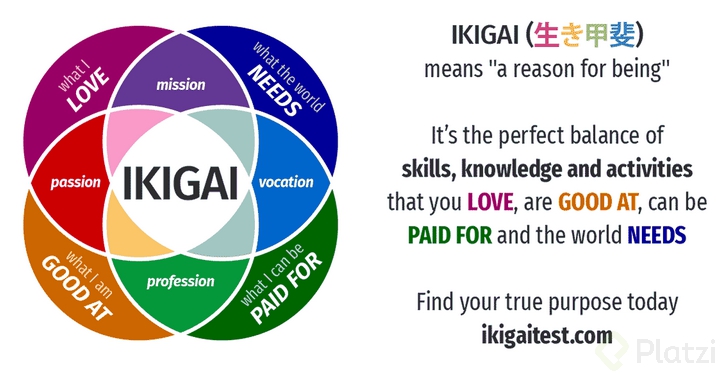 what I
LOVE
mission
what the world
NEEDS
passion
IKIGAI
vocation
what I am
GOOD AT
profession
what I can be
PAID FOR
IKIGAI (生き甲斐)
means "a reason for being"
It’s the perfect balance of
skills, knowledge and activities
that you LOVE, are GOOD AT, can be
PAID FOR and the world NEEDS
Find your true purpose today
ikigaitest.com
Platzi